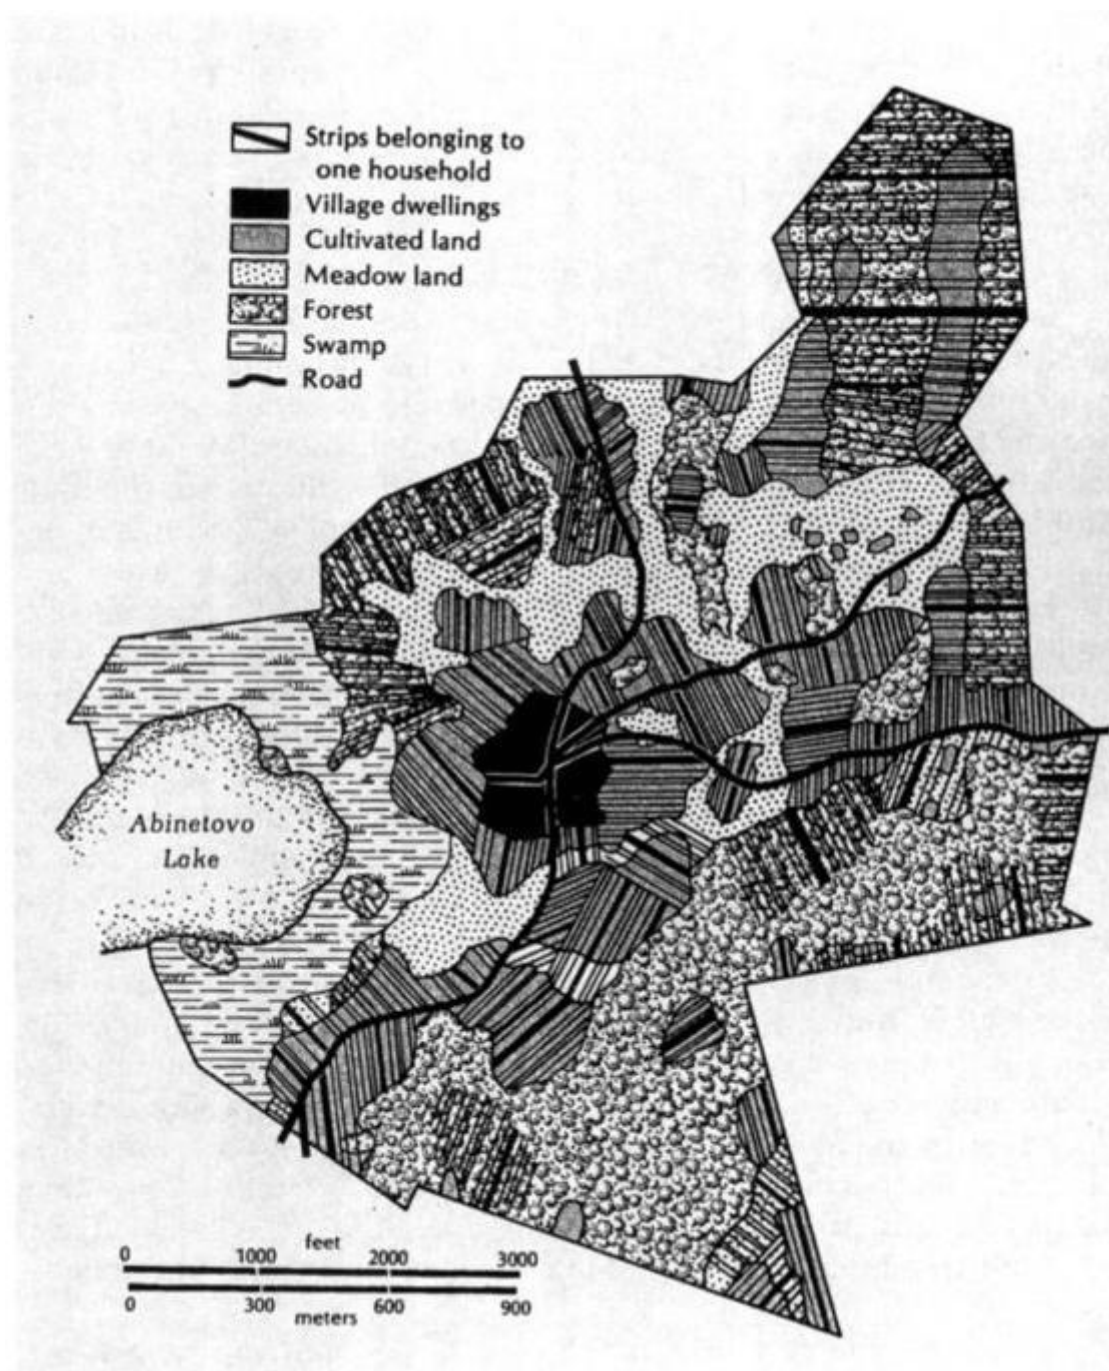 Strips belonging to
one household
Village dwellings
Cultivated land
Meadow land
Forest
Swamp
Road
Abinetovo
Lake
feet
0 1000 2000 3000
0 300 600 900
meters